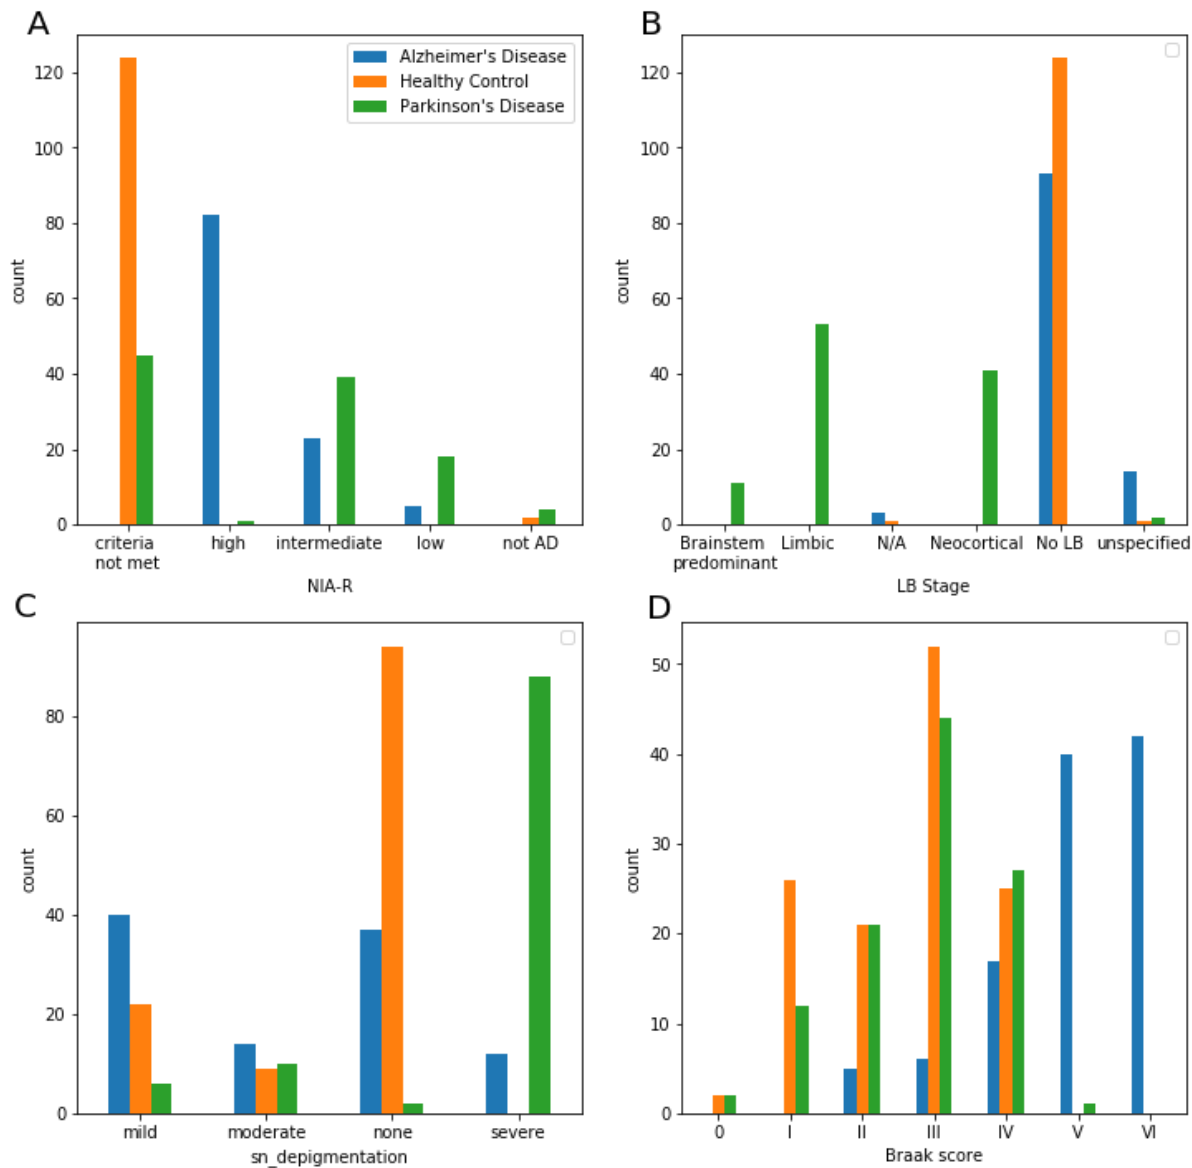 A
Alzheimer's Disease
Healthy Control
Parkinson's Disease
120
100
80
60
40
20
0
count
criteria
not met
high
intermediate
low
not AD
NIA-R
B
120
100
80
60
40
20
0
count
Brainstem
predominant
Limbic
N/A
Neocortical
No LB
unspecified
LB Stage
C
80
60
40
20
0
count
mild
moderate
none
severe
sn_depigmentation
D
50
40
30
20
10
0
count
0
I
II
III
IV
V
VI
Braak score